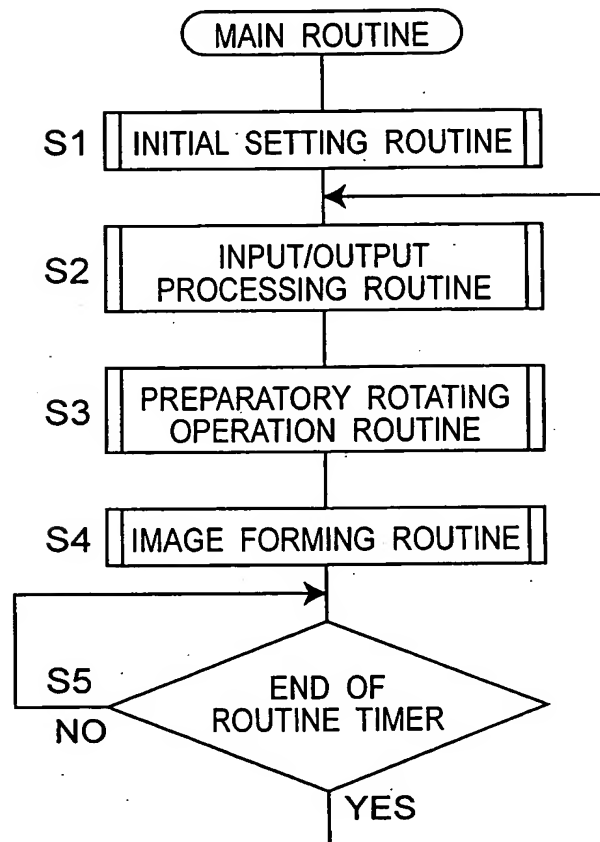 MAIN ROUTINE
S1
INITIAL SETTING ROUTINE
S2
INPUT/OUTPUT
PROCESSING ROUTINE
S3
PREPARATORY ROTATING
OPERATION ROUTINE
S4
IMAGE FORMING ROUTINE
S5
END OF
ROUTINE TIMER
NO
YES